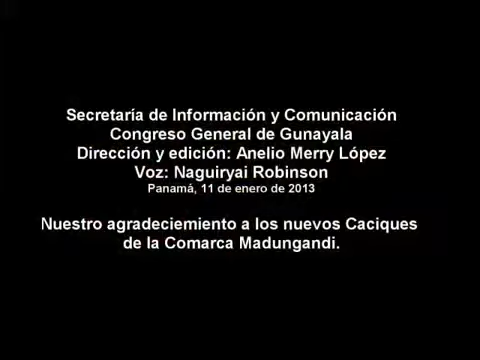 Secretaría de Información y Comunicación
Congreso General de Gunayala
Dirección y edición: Anelio Merry López
Voz: Naguiryai Robinson
Panamá, 11 de enero de 2013
Nuestro agradeciemiento a los nuevos Caciques
de la Comarca Madungandi.